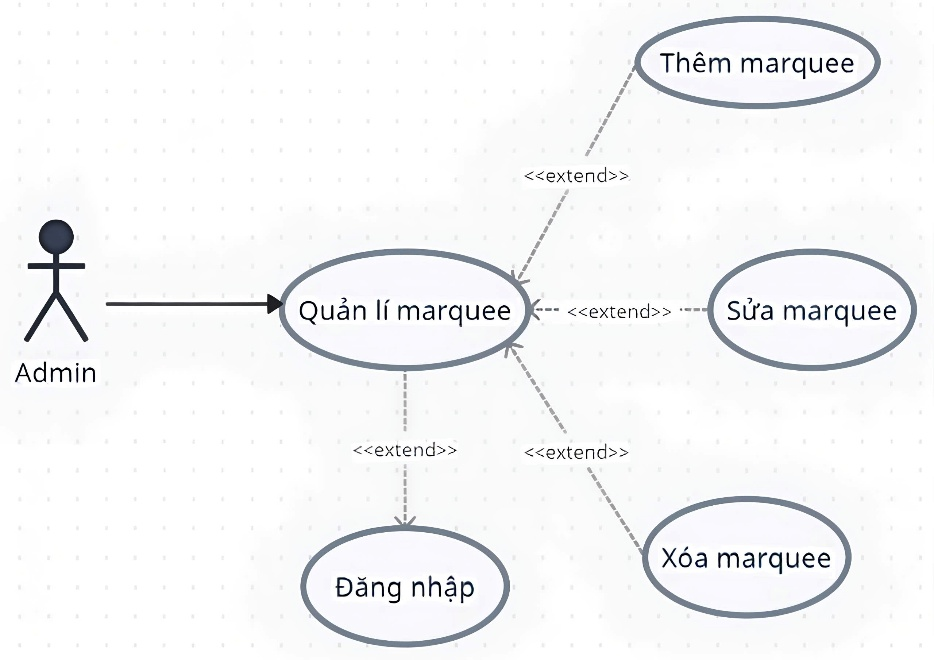 Thêm marquee
<<extend>>
Admin
Quản lí marquee
<<extend>>
Sửa marquee
<<extend>>
<<extend>>
Đăng nhập
Xóa marquee